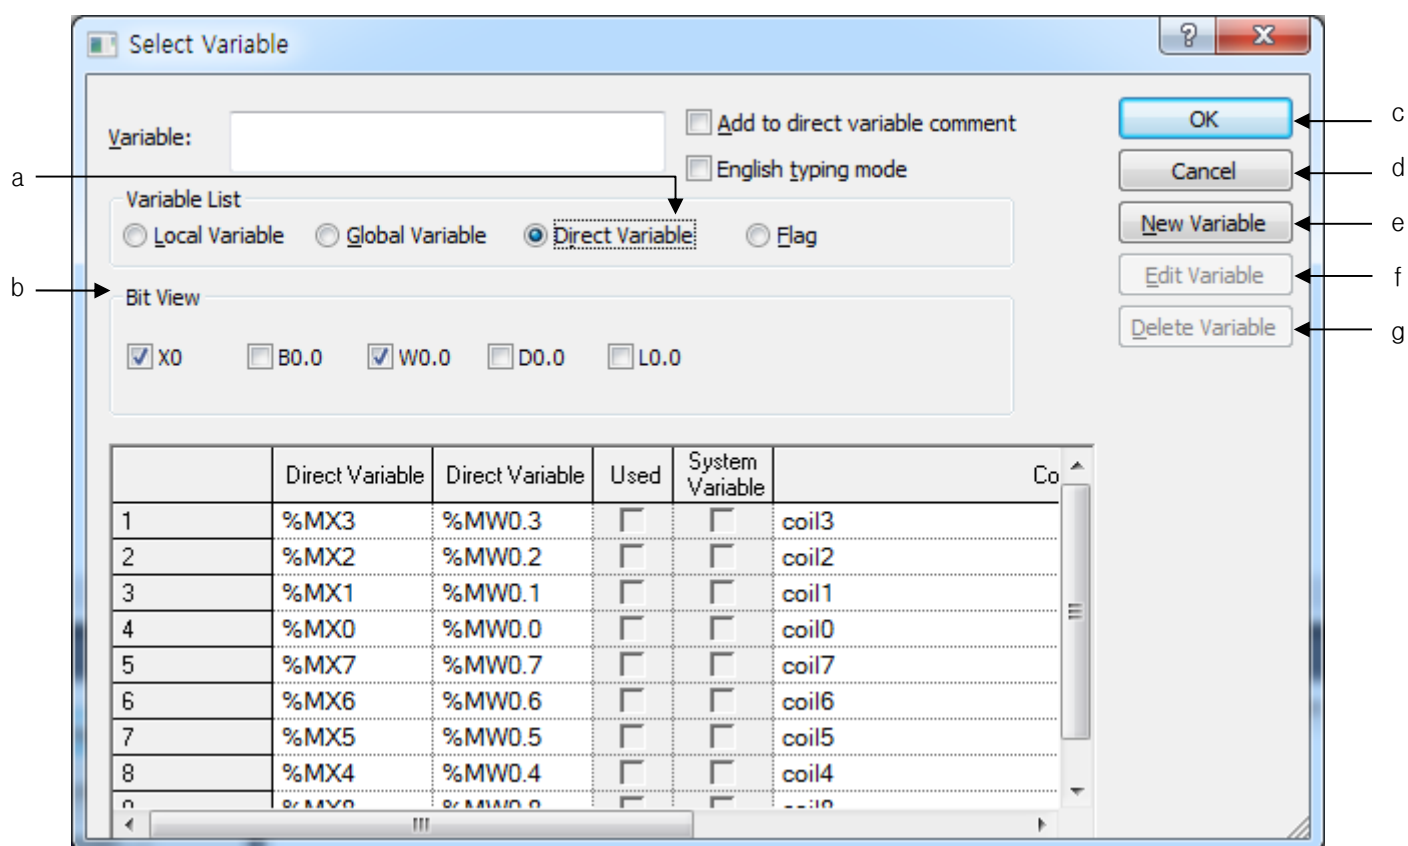 Select Variable
Variable:
Add to direct variable comment
English typing mode
OK
c
Cancel
d
a
Variable List
Local Variable Global Variable Direct Variable Flag
New Variable
e
Edit Variable
f
b
Bit View
Delete Variable
g
X0 B0.0 W0.0 D0.0 L0.0
Direct Variable Direct Variable Used System Variable Co
1 %MX3 %MW0.3 coil3
2 %MX2 %MW0.2 coil2
3 %MX1 %MW0.1 coil1
4 %MX0 %MW0.0 coil0
5 %MX7 %MW0.7 coil7
6 %MX6 %MW0.6 coil6
7 %MX5 %MW0.5 coil5
8 %MX4 %MW0.4 coil4